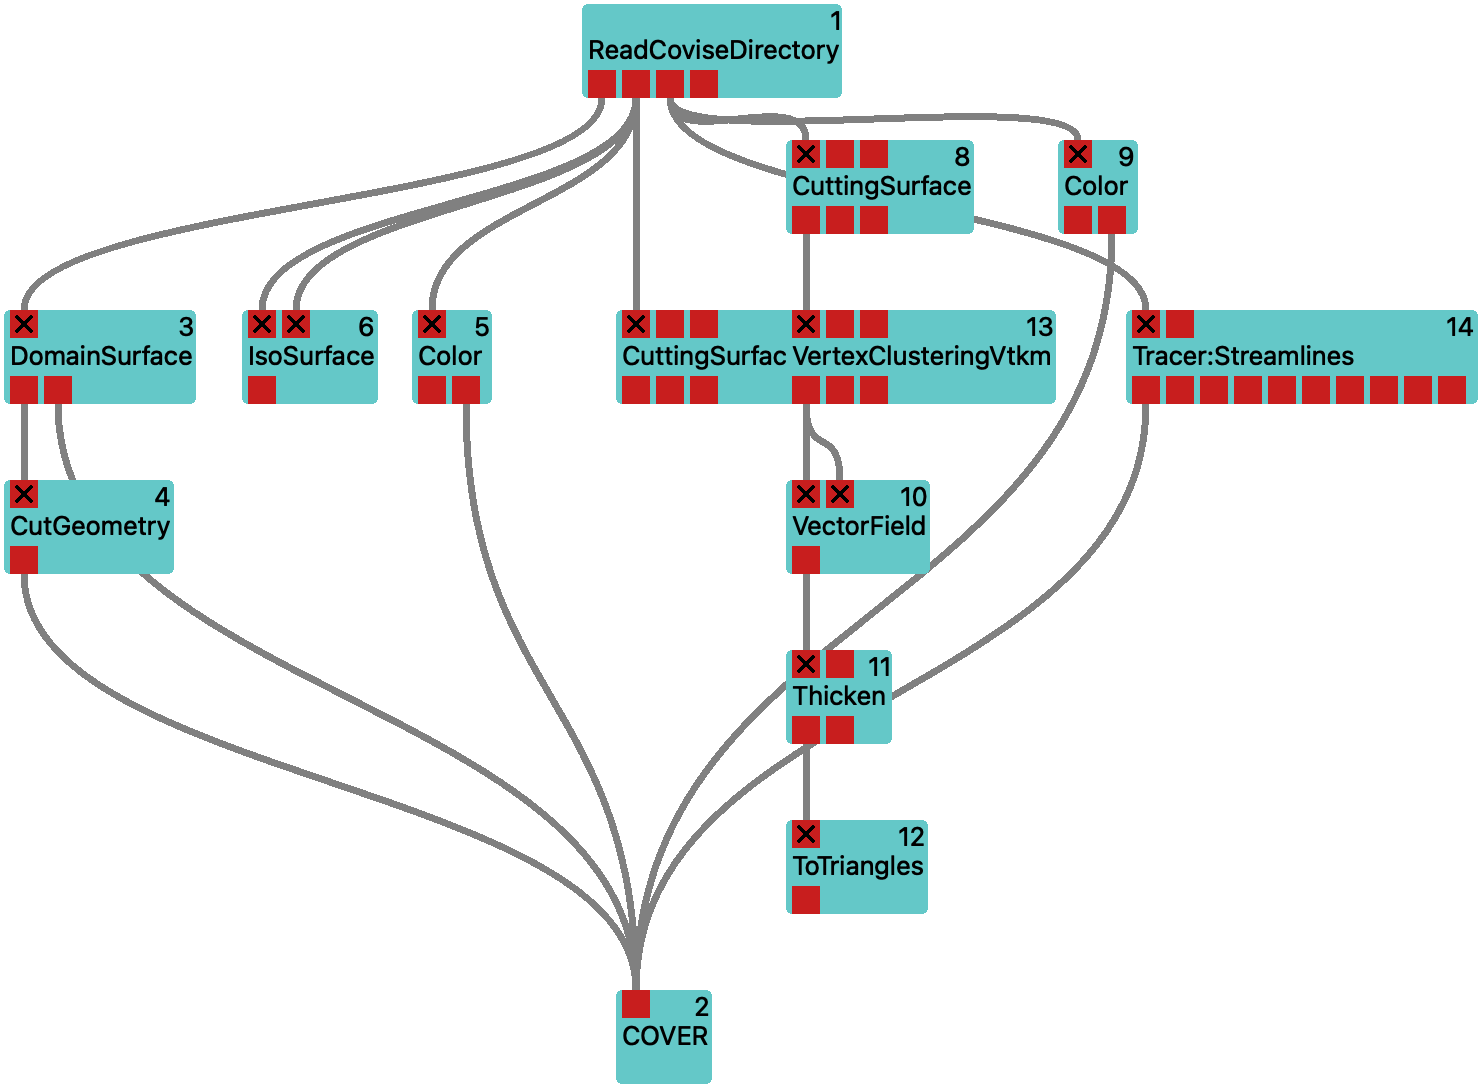 1
ReadCoviseDirectory
8
CuttingSurface
9
Color
3
DomainSurface
6
IsoSurface
5
Color
CuttingSurfac
13
VertexClusteringVtkm
14
Tracer:Streamlines
4
CutGeometry
10
VectorField
11
Thicken
12
ToTriangles
2
COVER